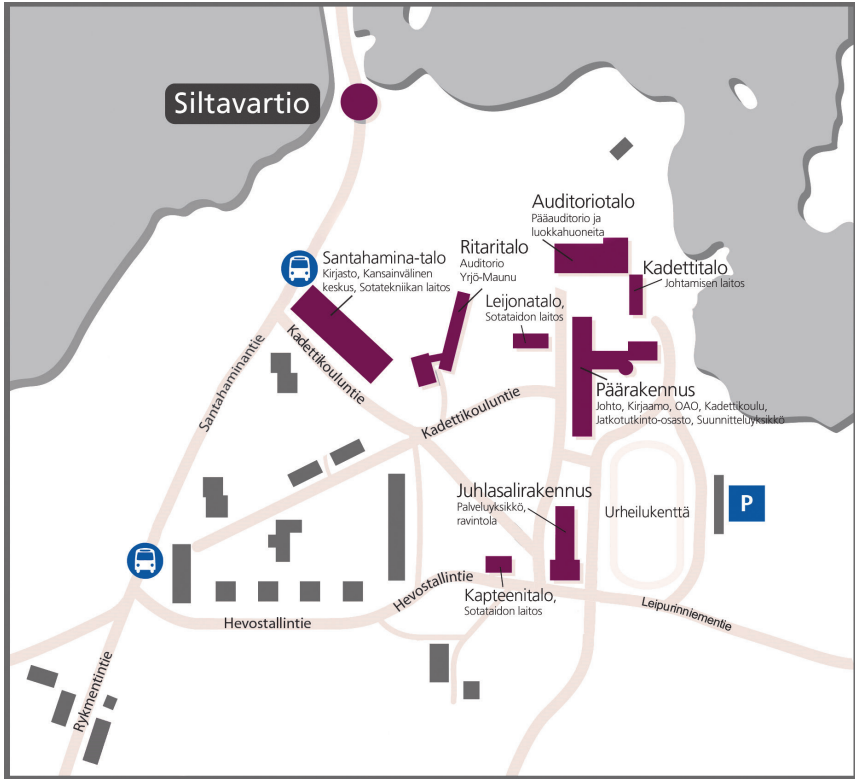 Siltavartio
Auditoriotalo
Pääauditorio ja
luokkahuoneita
Santahamina-talo
Kirjasto, Kansainvälinen
keskus, Sotatekniikan laitos
Ritaritalo
Auditorio
Yrjö-Maunu
Kadettitalo
Johtamisen laitos
Leijonatalo,
Sotataidon laitos
Santahaminantie
Kadettikouluntie
Kadettikouluntie
Päärakennus
Johto, Kirjaamo, OAO, Kadettikoulu,
Jatkotutkinto-osasto, Suunnitteluyksikkö
Juhlasalirakennus
Palveluyksikkö,
ravintola
Urheilukenttä
P
Kapteenitalo,
Sotataidon laitos
Hevostallintie
Hevostallintie
Leipurinniementie
Rykmentintie